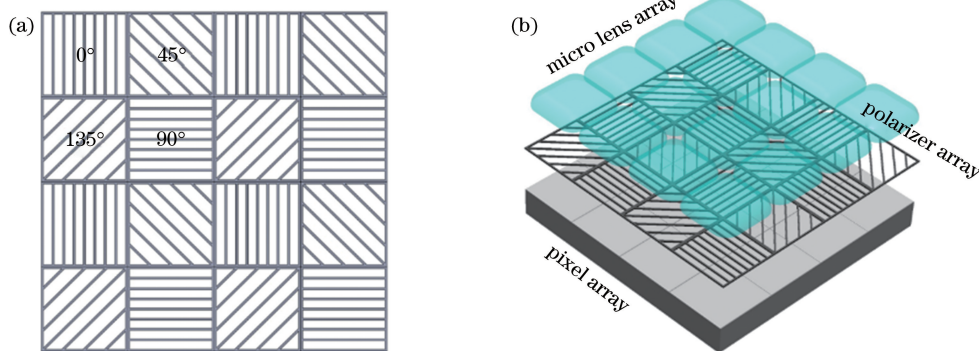 (a)
0°
45°
135°
90°
(b)
micro lens array
polarizer array
pixel array